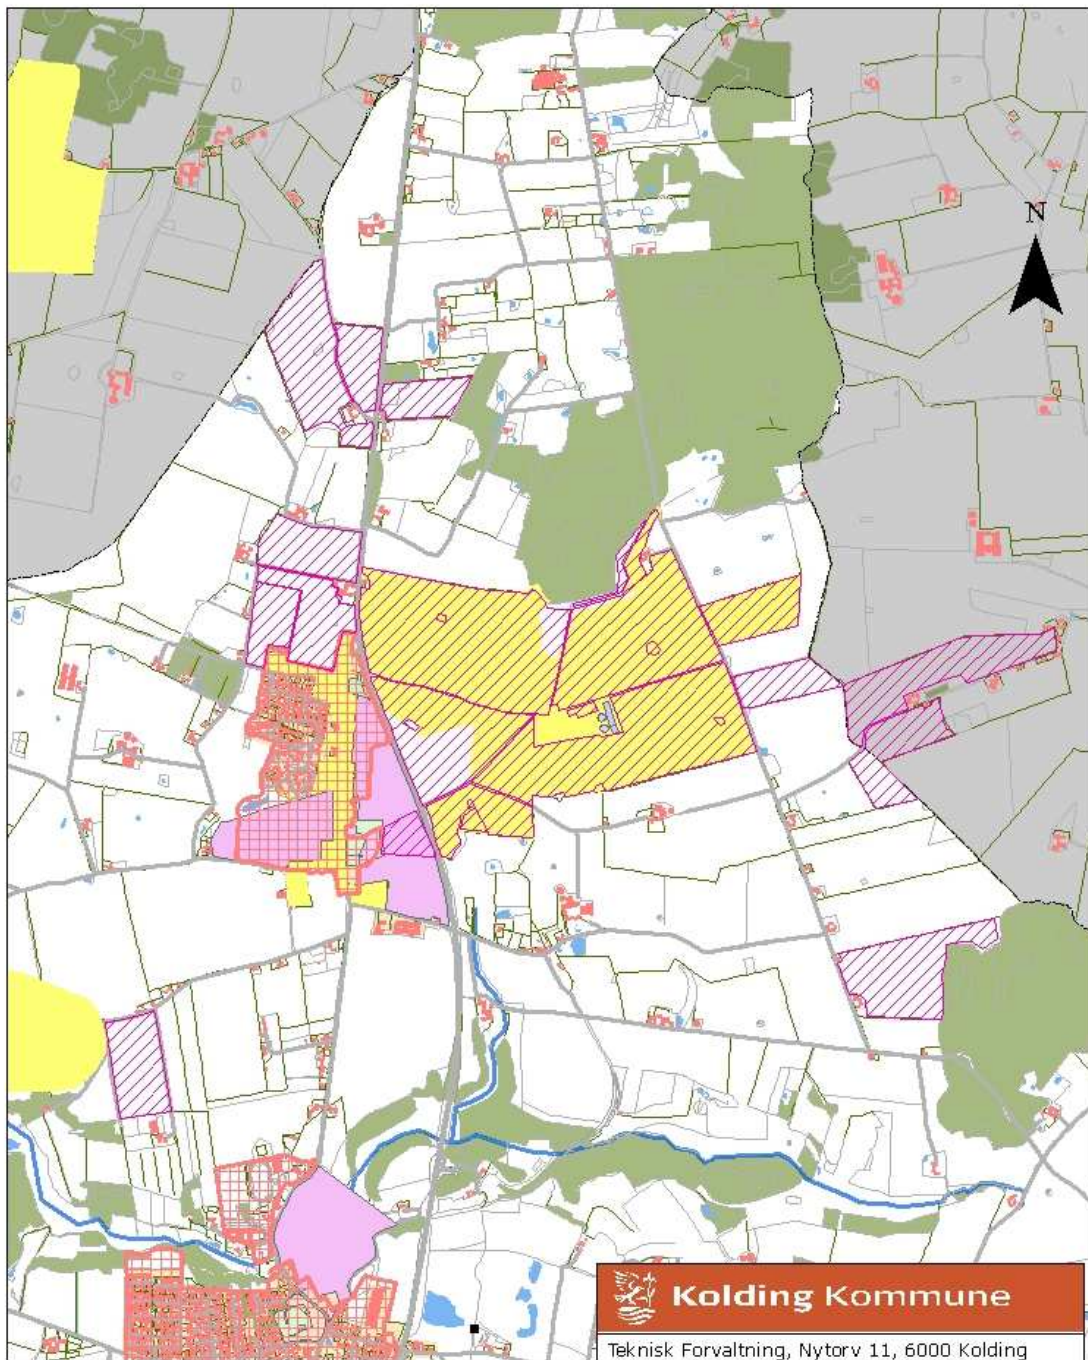 N
Kolding Kommune
Teknisk Forvaltning, Nytorv 11, 6000 Kolding